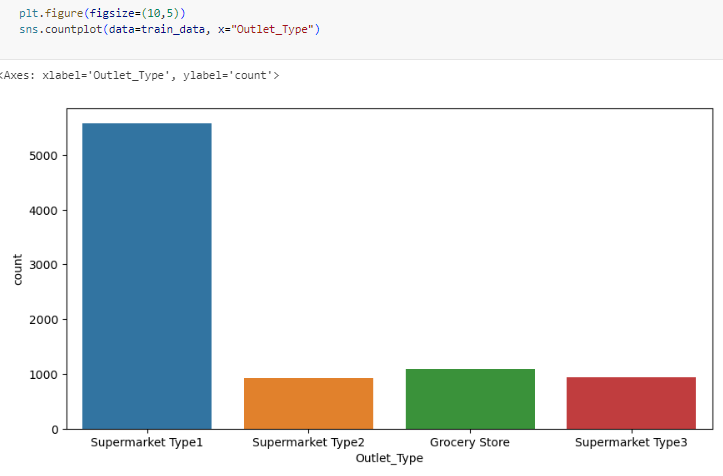 plt.figure(figsize=(10,5))
sns.countplot(data=train_data, x="Outlet_Type")
<Axes: xlabel='Outlet_Type', ylabel='count'>
5000
4000
3000
2000
1000
0
count
Supermarket Type1 Supermarket Type2 Grocery Store Supermarket Type3
Outlet_Type